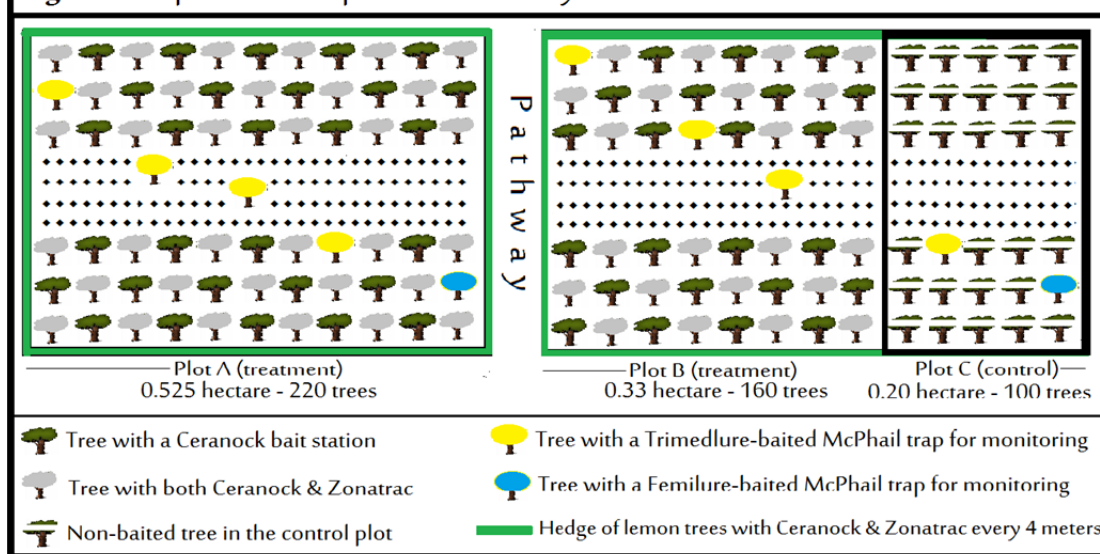 Pathway
Plot A (treatment)
0.525 hectare - 220 trees
Plot B (treatment)
0.33 hectare - 160 trees
Plot C (control)
0.20 hectare - 100 trees
Tree with a Ceranock bait station
Tree with both Ceranock & Zonatrac
Non-baited tree in the control plot
Tree with a Trimedlure-baited McPhail trap for monitoring
Tree with a Femilure-baited McPhail trap for monitoring
Hedge of lemon trees with Ceranock & Zonatrac every 4 meters